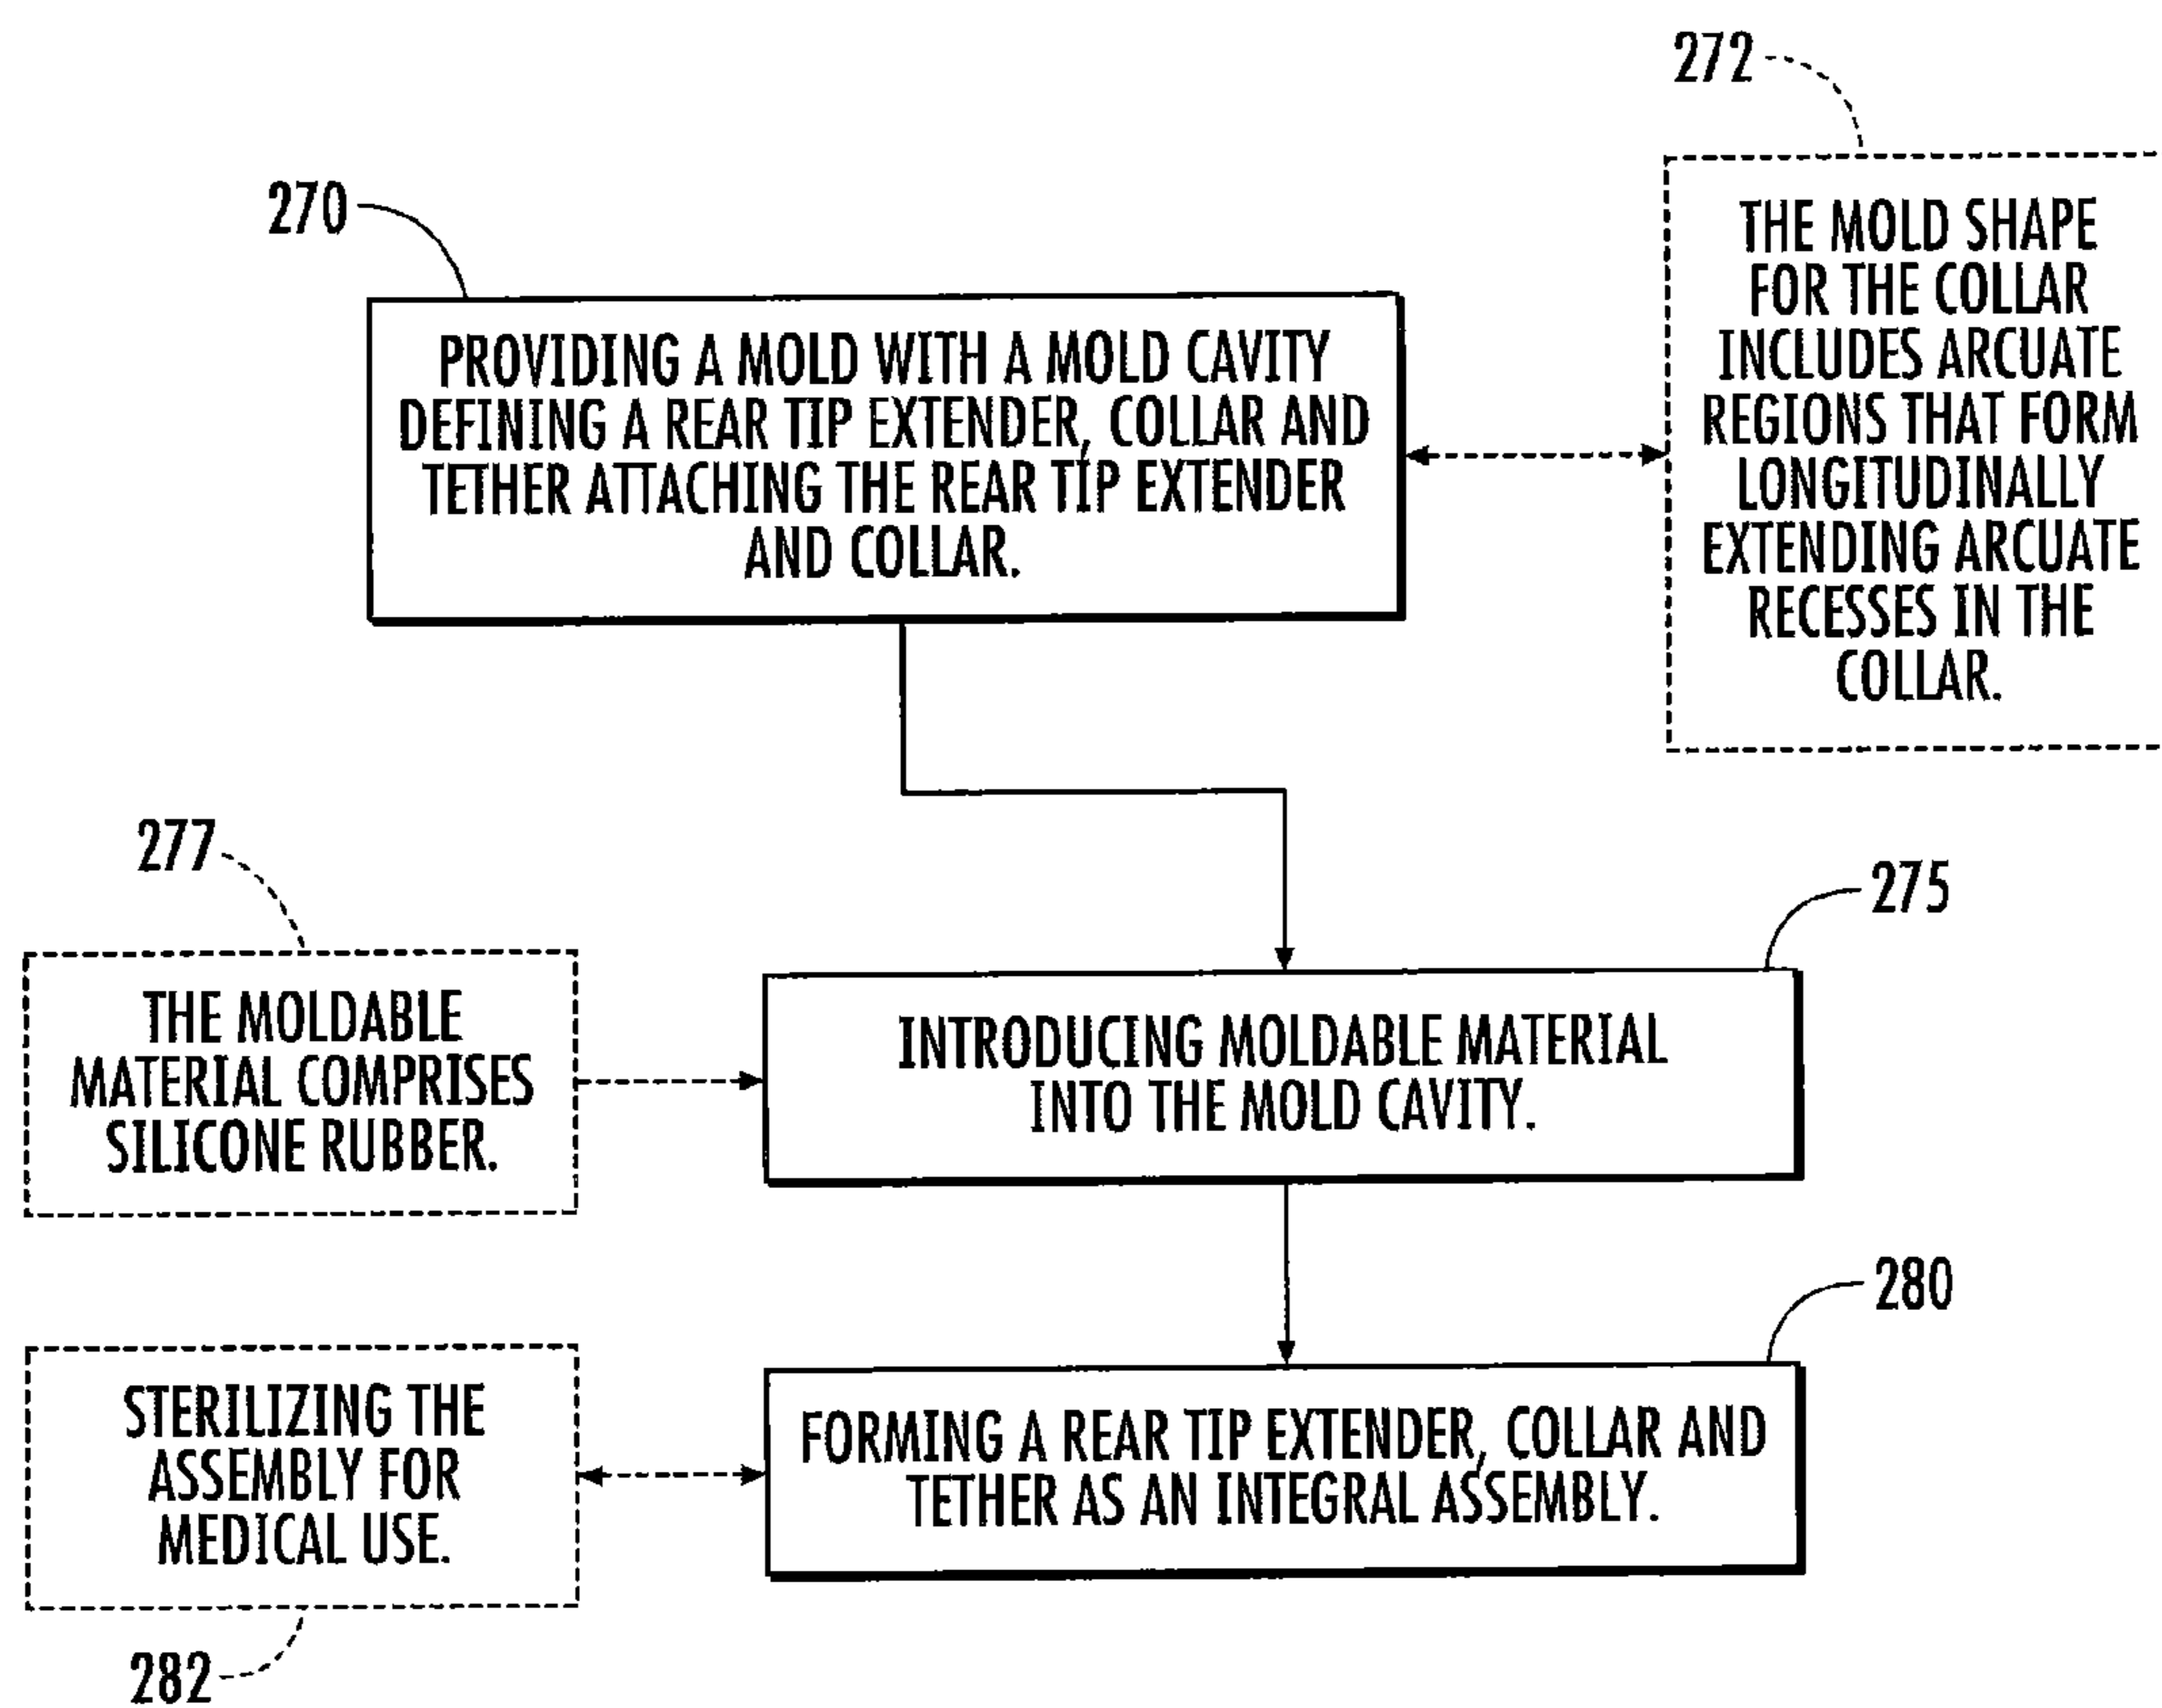 272
THE MOLD SHAPE
FOR THE COLLAR
INCLUDES ARCUATE
REGIONS THAT FORM
LONGITUDINALLY
EXTENDING ARCUATE
RECESSES IN THE
COLLAR.
270
PROVIDING A MOLD WITH A MOLD CAVITY
DEFINING A REAR TIP EXTENDER, COLLAR AND
TETHER ATTACHING THE REAR TIP EXTENDER
AND COLLAR.
277
THE MOLDABLE
MATERIAL COMPRISES
SILICONE RUBBER.
275
INTRODUCING MOLDABLE MATERIAL
INTO THE MOLD CAVITY.
280
FORMING A REAR TIP EXTENDER, COLLAR AND
TETHER AS AN INTEGRAL ASSEMBLY.
STERILIZING THE
ASSEMBLY FOR
MEDICAL USE.
282